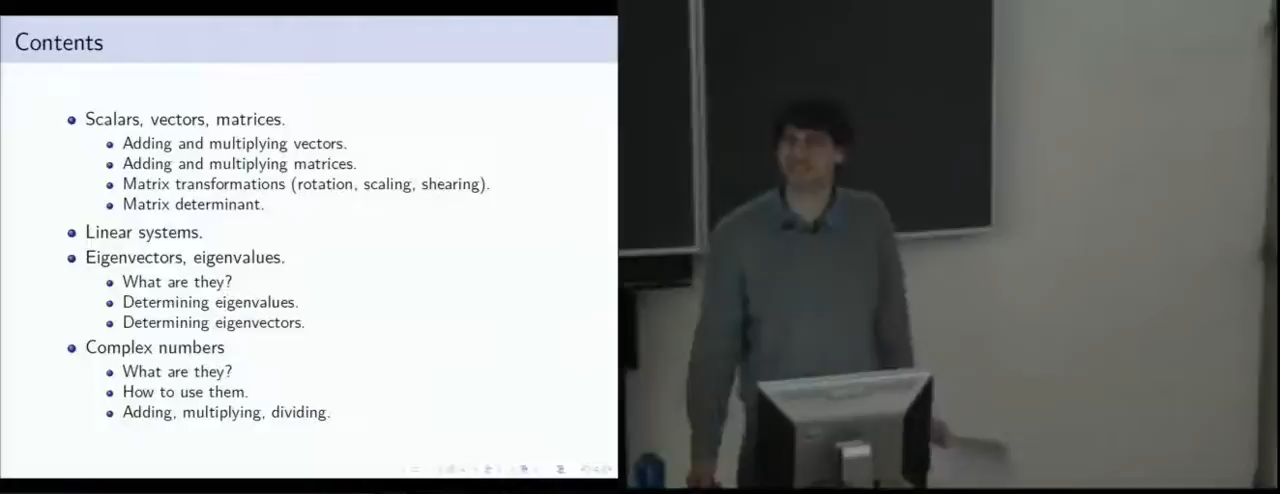 Contents
Scalars, vectors, matrices.
Adding and multiplying vectors.
Adding and multiplying matrices.
Matrix transformations (rotation, scaling, shearing).
Matrix determinant.
Linear systems.
Eigenvectors, eigenvalues.
What are they?
Determining eigenvalues.
Determining eigenvectors.
Complex numbers
What are they?
How to use them.
Adding, multiplying, dividing.